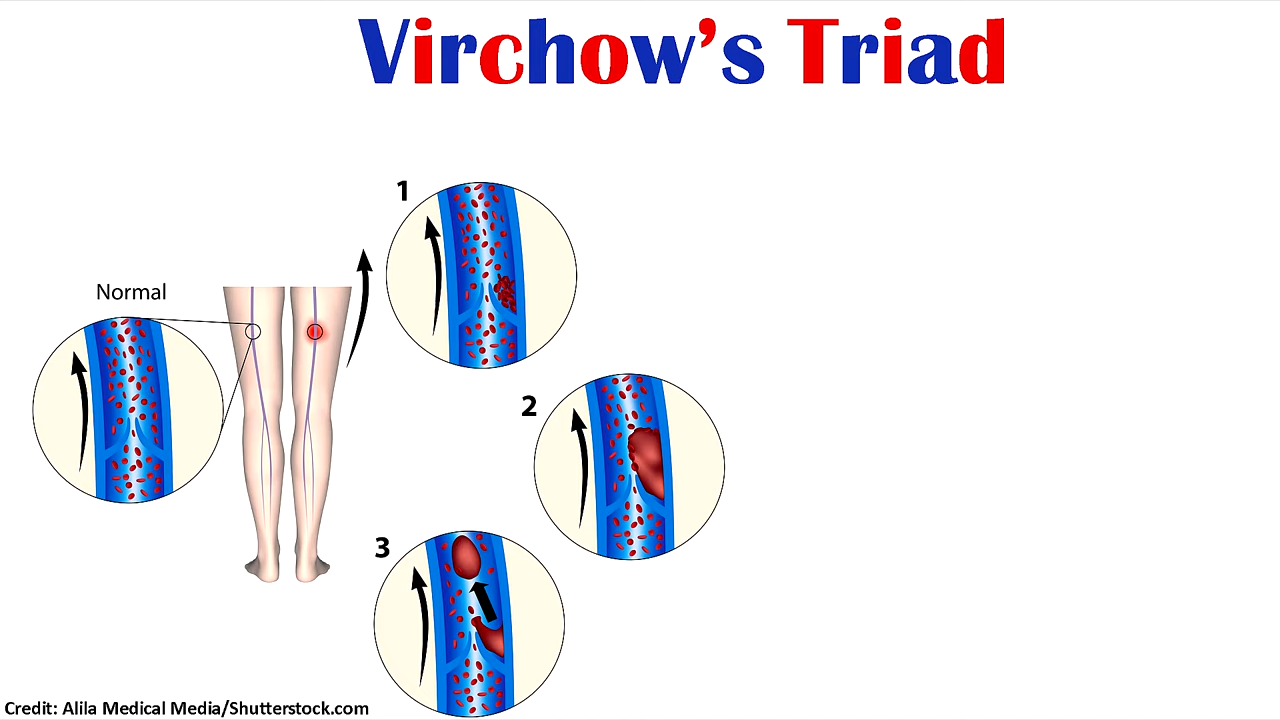 Virchow’s Triad
1
Normal
2
3
Credit: Alila Medical Media/Shutterstock.com